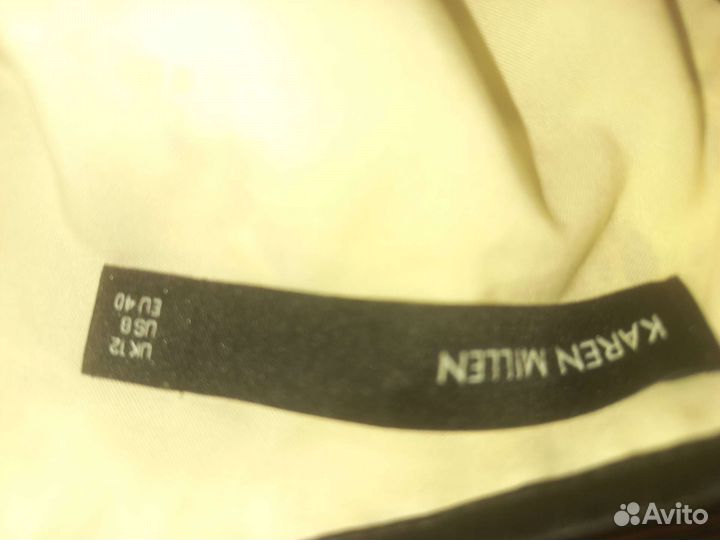 KAREN MILLEN
UK 12
US 8
EU 40
Avito